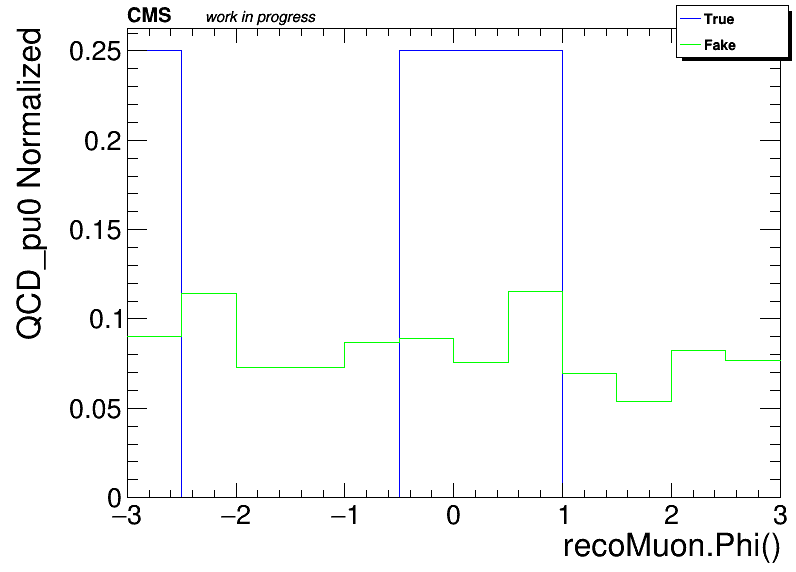 CMS work in progress
True
Fake
QCD_pu0 Normalized
0.25
0.2
0.15
0.1
0.05
0
−3 −2 −1 0 1 2 3
recoMuon.Phi()